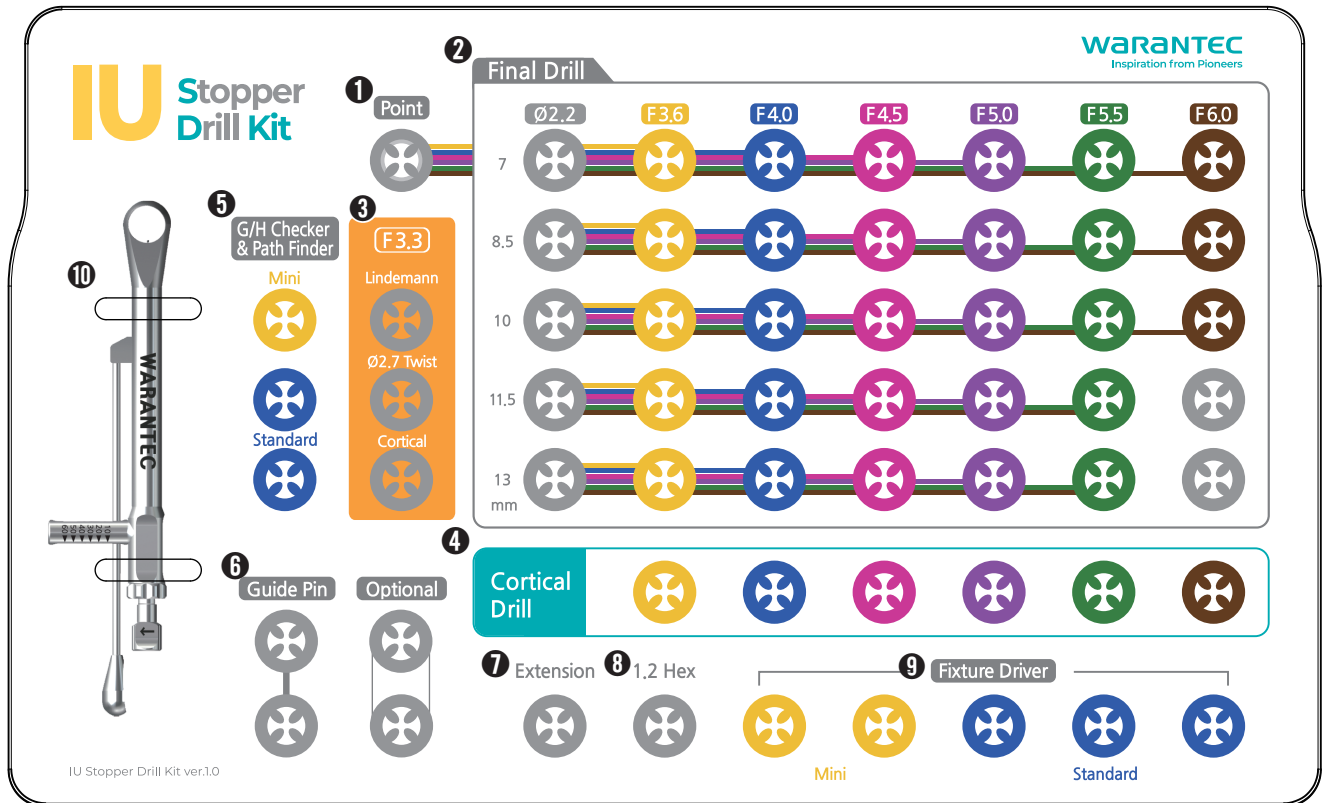 WARANTEC
Inspiration from Pioneers
IU Stopper
Drill Kit
❶
Point
❷
Final Drill
Ø2.2 F3.6 F4.0 F4.5 F5.0 F5.5 F6.0
7
8.5
10
11.5
13
mm
❺
G/H Checker
& Path Finder
Mini
Standard
❸
F3.3
Lindemann
Ø2.7 Twist
Cortical
❿
WARANTEC
60 50 40 30 20 10
❹
Cortical
Drill
❻
Guide Pin
Optional
❼ Extension
❽ 1.2 Hex
❾ Fixture Driver
Mini
Standard
IU Stopper Drill Kit ver.1.0